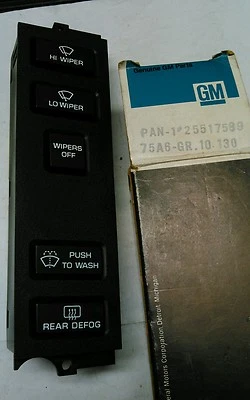 HI WIPER
LO WIPER
WIPERS
OFF
PUSH
TO WASH
REAR DEFOG
Genuine GM Parts
GM
PAN-1*25517599
75A6-GR.10.130
eral Motors Corporation, Detroit, Michigan